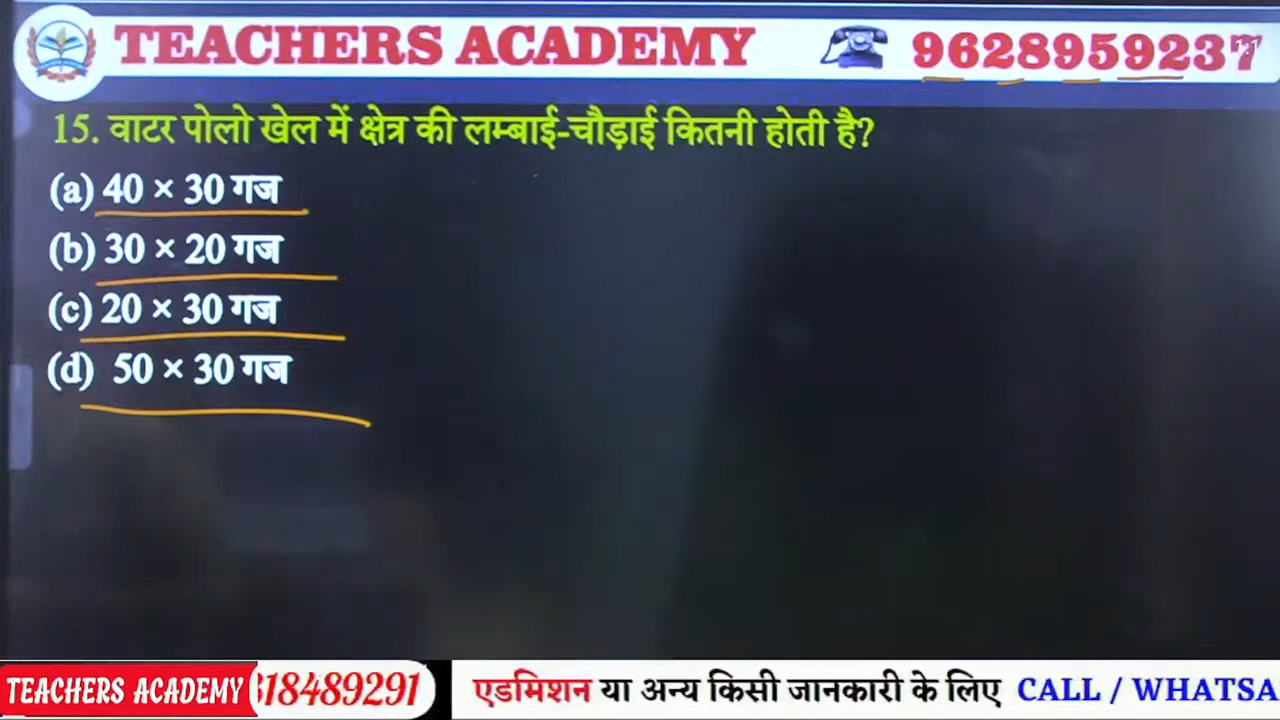 TEACHERS ACADEMY 9628959237
15. वाटर पोलो खेल में क्षेत्र की लम्बाई-चौड़ाई कितनी होती है?
(a) 40 × 30 गज
(b) 30 × 20 गज
(c) 20 × 30 गज
(d) 50 × 30 गज
TEACHERS ACADEMY 18489291 एडमिशन या अन्य किसी जानकारी के लिए CALL / WHATSA